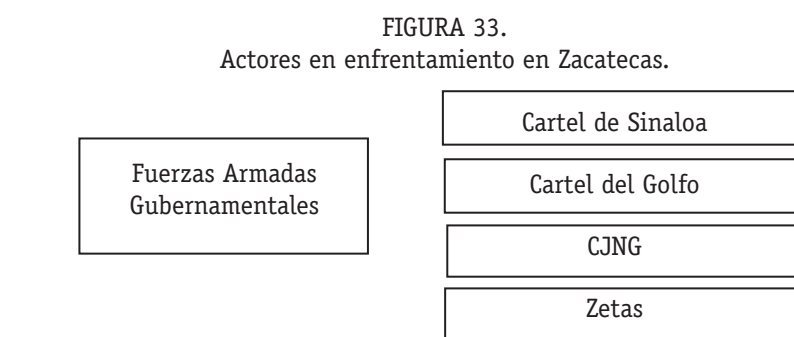 FIGURA 33.
Actores en enfrentamiento en Zacatecas.
Fuerzas Armadas
Gubernamentales
Cartel de Sinaloa
Cartel del Golfo
CJNG
Zetas